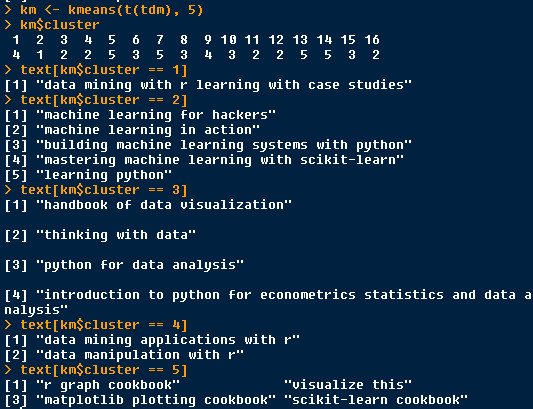 > km <- kmeans(t(tdm), 5)
> km$cluster
 1  2  3  4  5  6  7  8  9 10 11 12 13 14 15 16
 4  1  2  2  5  3  5  3  4  3  2  2  5  5  3  2
> text[km$cluster == 1]
[1] "data mining with r learning with case studies"
> text[km$cluster == 2]
[1] "machine learning for hackers"
[2] "machine learning in action"
[3] "building machine learning systems with python"
[4] "mastering machine learning with scikit-learn"
[5] "learning python"
> text[km$cluster == 3]
[1] "handbook of data visualization"
[2] "thinking with data"
[3] "python for data analysis"
[4] "introduction to python for econometrics statistics and data a
nalysis"
> text[km$cluster == 4]
[1] "data mining applications with r"
[2] "data manipulation with r"
> text[km$cluster == 5]
[1] "r graph cookbook"             "visualize this"
[3] "matplotlib plotting cookbook" "scikit-learn cookbook"